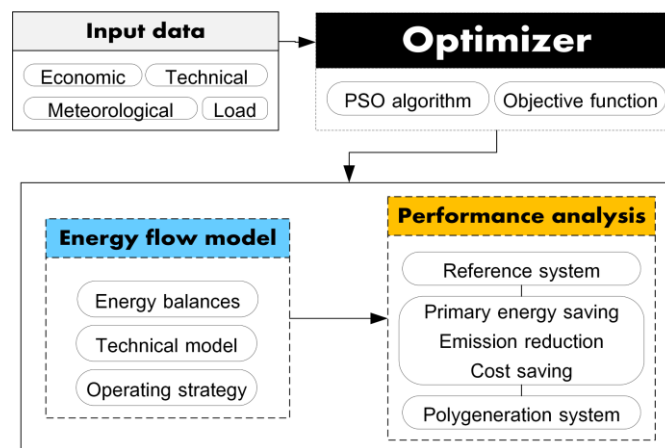 Input data
Economic
Technical
Meteorological
Load
Optimizer
PSO algorithm
Objective function
Energy flow model
Energy balances
Technical model
Operating strategy
Performance analysis
Reference system
Primary energy saving
Emission reduction
Cost saving
Polygeneration system